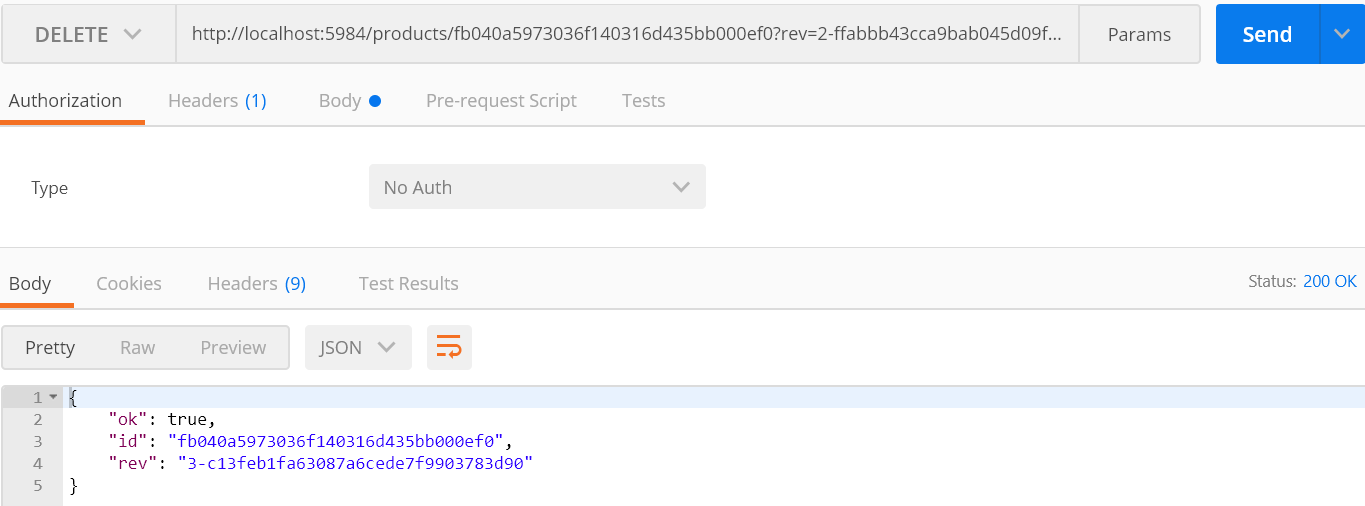 DELETE http://localhost:5984/products/fb040a5973036f140316d435bb000ef0?rev=2-ffabbb43cca9bab045d09f... Params Send
Authorization Headers (1) Body Pre-request Script Tests
Type No Auth
Body Cookies Headers (9) Test Results Status: 200 OK
Pretty Raw Preview JSON
1 {
2 "ok": true,
3 "id": "fb040a5973036f140316d435bb000ef0",
4 "rev": "3-c13feb1fa63087a6cede7f9903783d90"
5 }